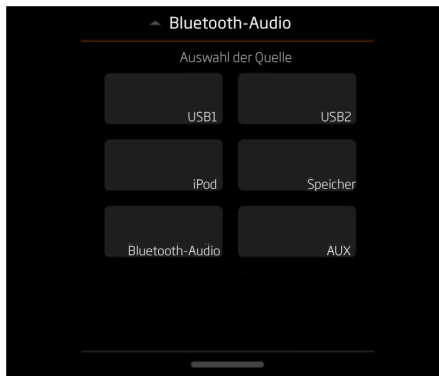 Bluetooth-Audio
Auswahl der Quelle
USB1
USB2
iPod
Speicher
Bluetooth-Audio
AUX